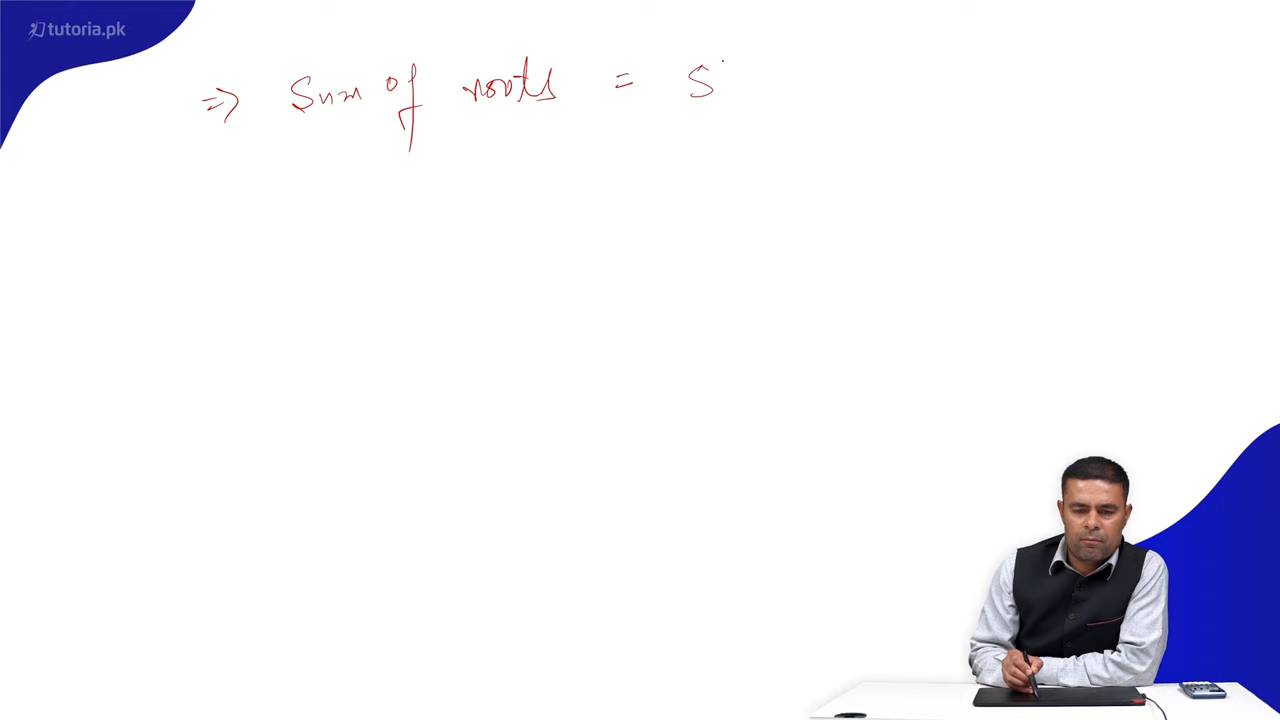 tutoria.pk
⇒ Sum of roots = S